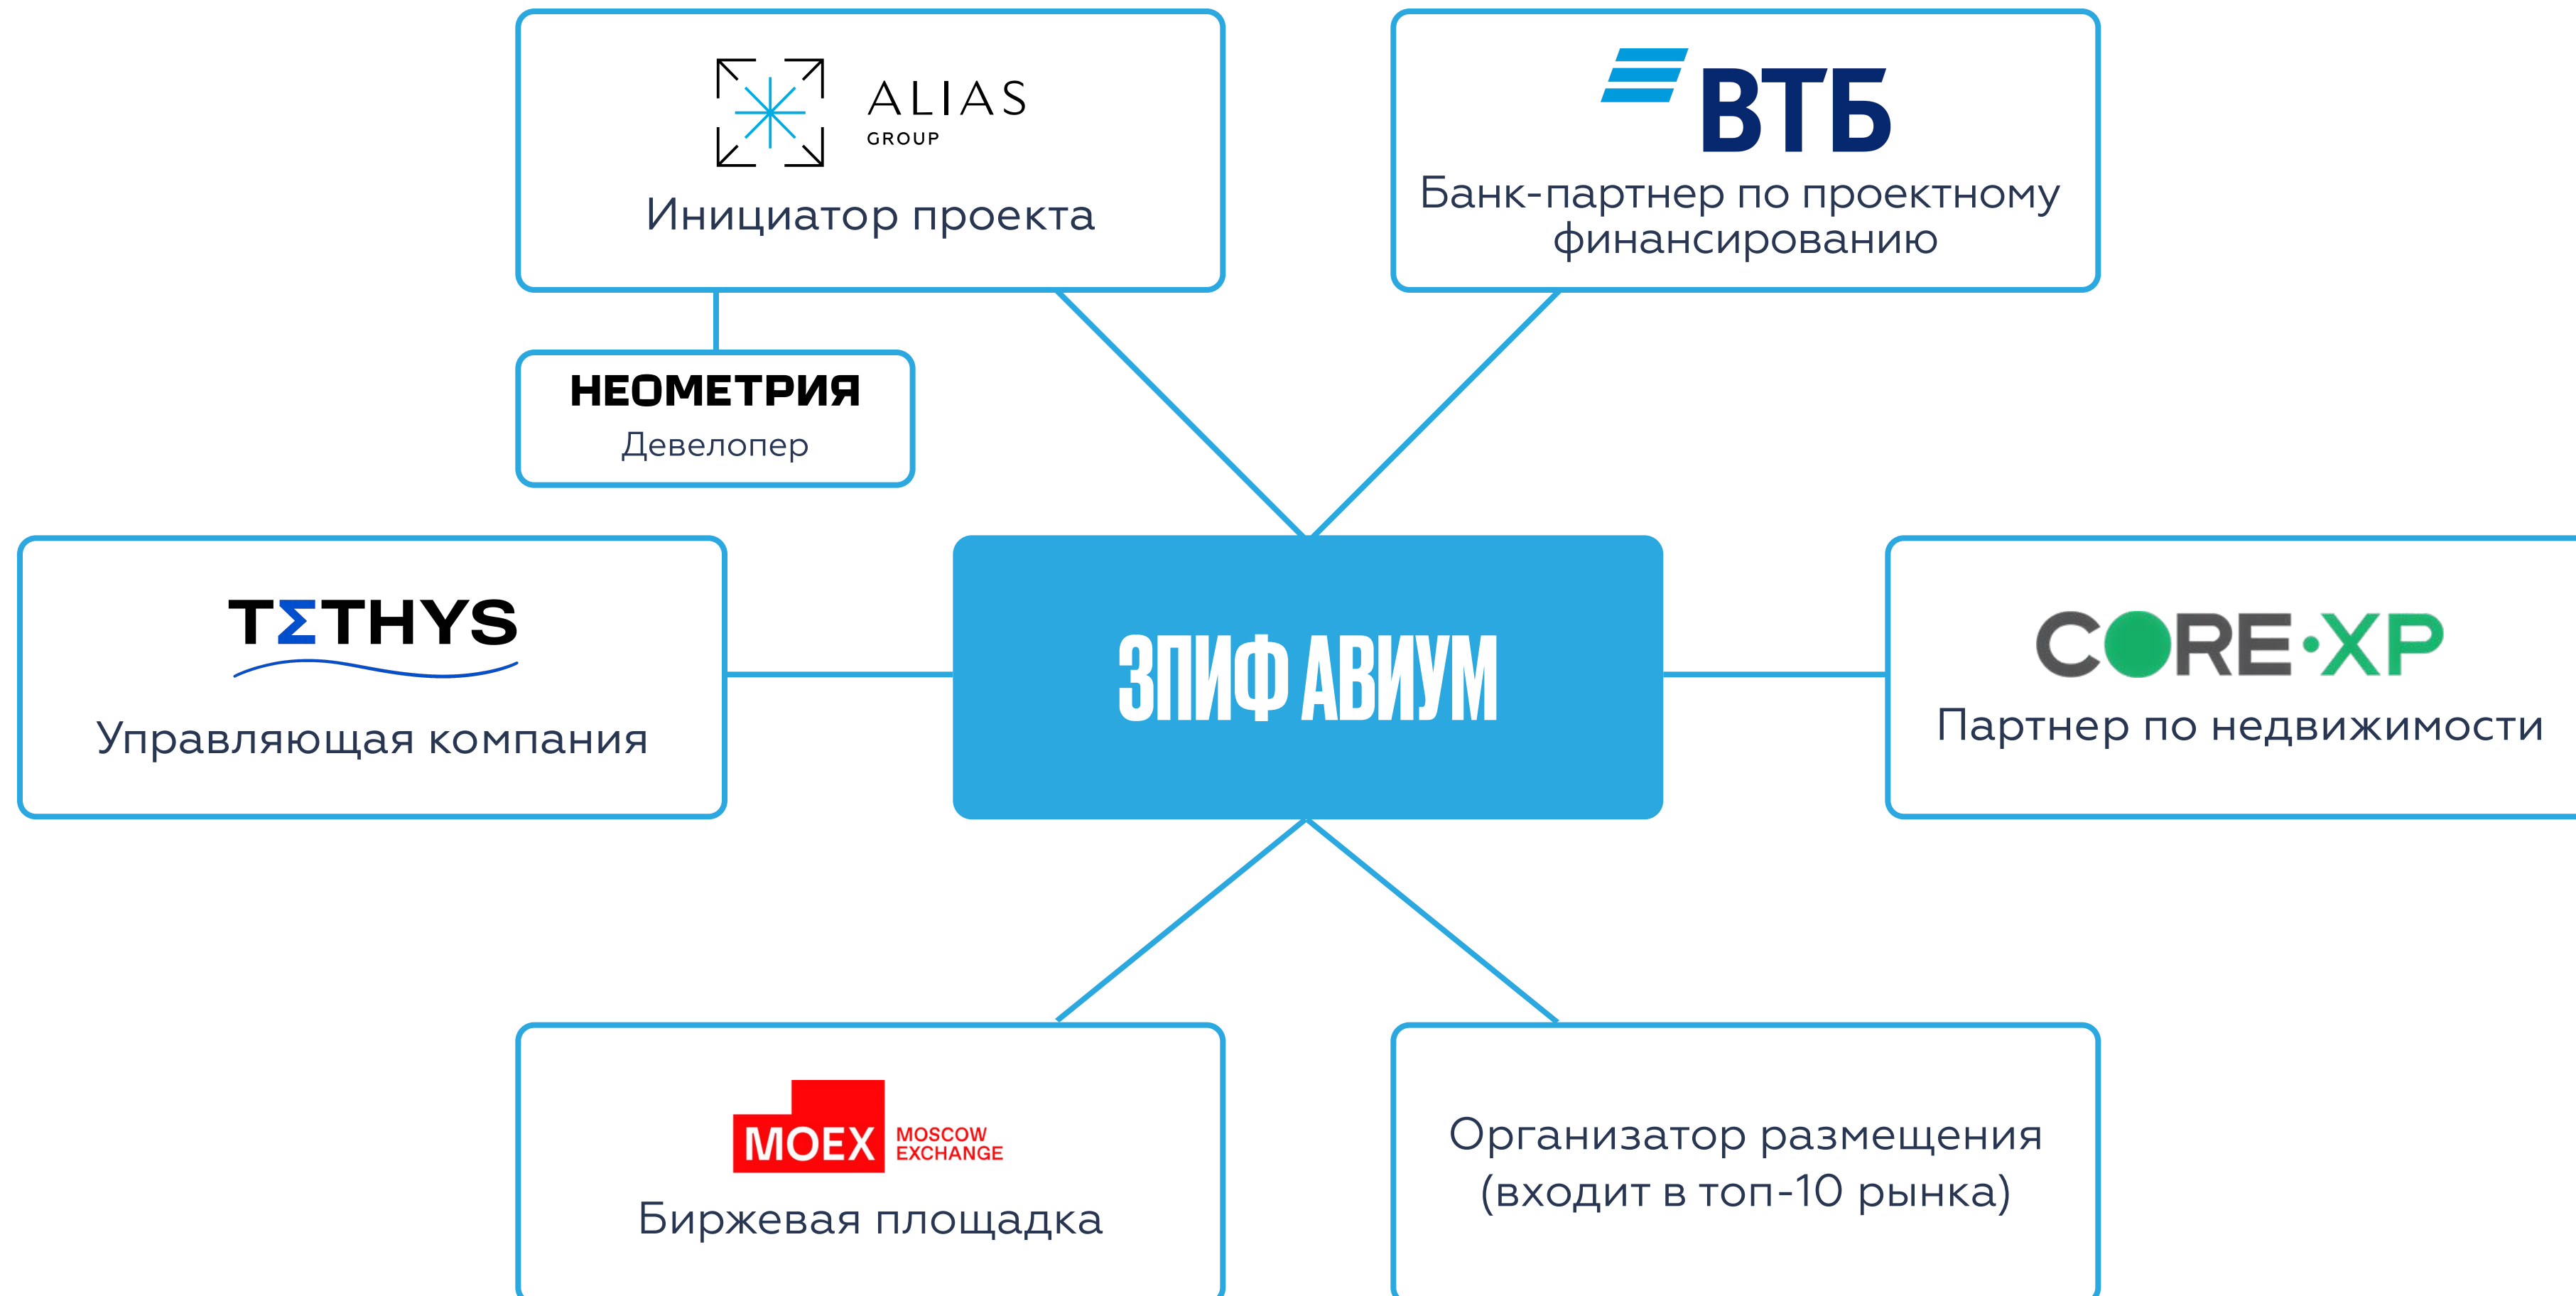 ALIAS
GROUP
Инициатор проекта
ВТБ
Банк-партнер по проектному
финансированию
НЕОМЕТРИЯ
Девелопер
TΣTHYS
Управляющая компания
ЗПИФ АВИУМ
CORE·XP
Партнер по недвижимости
MOEX
MOSCOW
EXCHANGE
Биржевая площадка
Организатор размещения
(входит в топ-10 рынка)